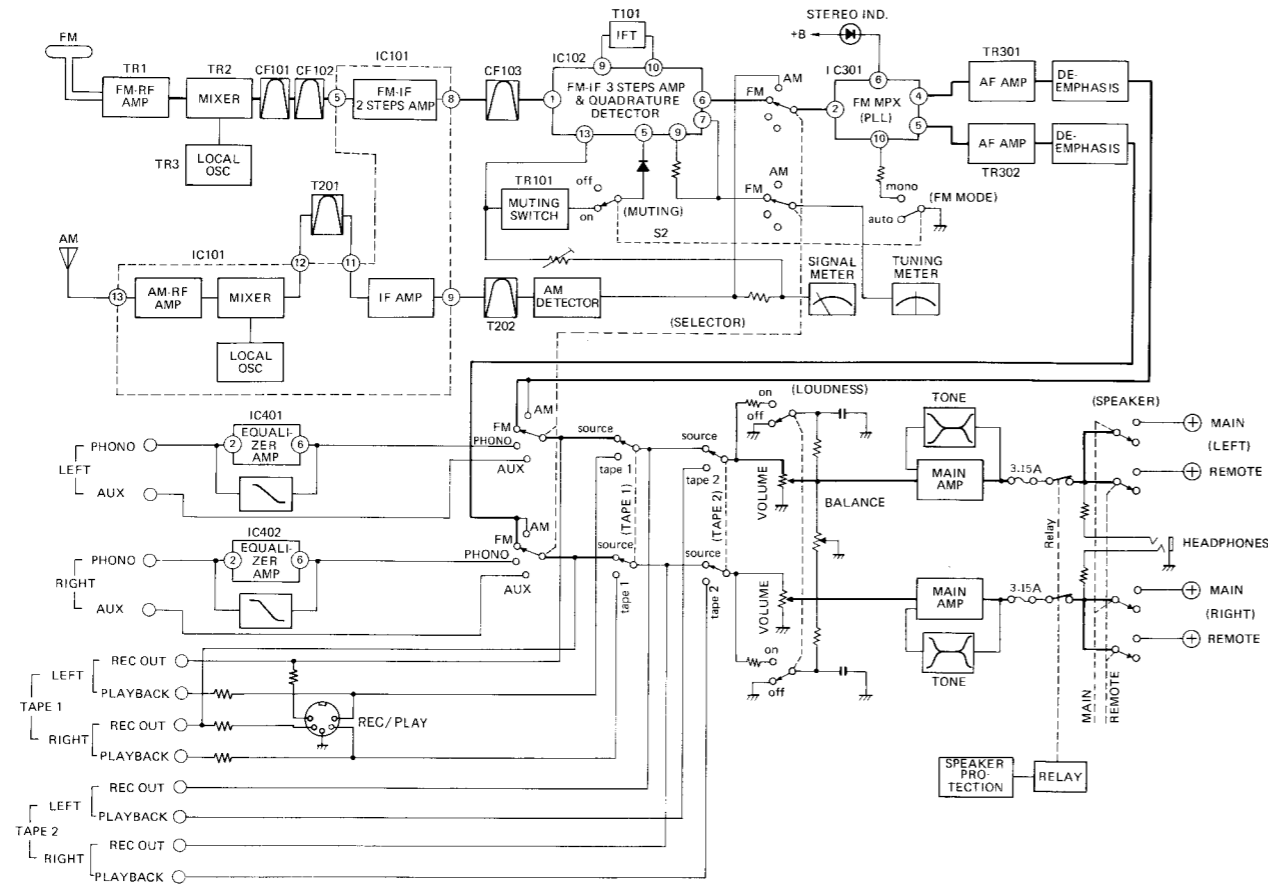 T101
IFT
STEREO IND.
+B
FM
TR1
FM-RF
AMP
TR2
MIXER
CF101
CF102
IC101
5
FM-IF
2 STEPS AMP
8
CF103
IC102
9
10
1
FM-IF 3 STEPS AMP
& QUADRATURE
DETECTOR
6
7
13
5
9
AM
FM
IC301
6
2
FM MPX
(PLL)
4
5
10
TR301
AF AMP
DE-
EMPHASIS
AF AMP
TR302
DE-
EMPHASIS
TR3
LOCAL
OSC
T201
TR101
MUTING
SWITCH
off
on
(MUTING)
S2
AM
FM
mono
auto
(FM MODE)
AM
IC101
12
11
13
AM-RF
AMP
MIXER
IF AMP
9
T202
AM
DETECTOR
SIGNAL
METER
TUNING
METER
LOCAL
OSC
(SELECTOR)
IC401
PHONO
2
EQUALI-
ZER
AMP
6
LEFT
AUX
AM
FM
PHONO
AUX
source
tape 1
(TAPE 1)
source
tape 2
(TAPE 2)
on
off
(LOUDNESS)
VOLUME
BALANCE
TONE
MAIN
AMP
3.15A
(SPEAKER)
MAIN
(LEFT)
REMOTE
Relay
HEADPHONES
IC402
PHONO
2
EQUALI-
ZER
AMP
6
RIGHT
AUX
AM
FM
PHONO
AUX
source
tape 1
source
tape 2
VOLUME
on
off
MAIN
AMP
TONE
3.15A
MAIN
(RIGHT)
REMOTE
MAIN
REMOTE
TAPE 1
LEFT
REC OUT
PLAYBACK
RIGHT
REC OUT
PLAYBACK
REC/PLAY
SPEAKER
PRO-
TECTION
RELAY
TAPE 2
LEFT
REC OUT
PLAYBACK
RIGHT
REC OUT
PLAYBACK